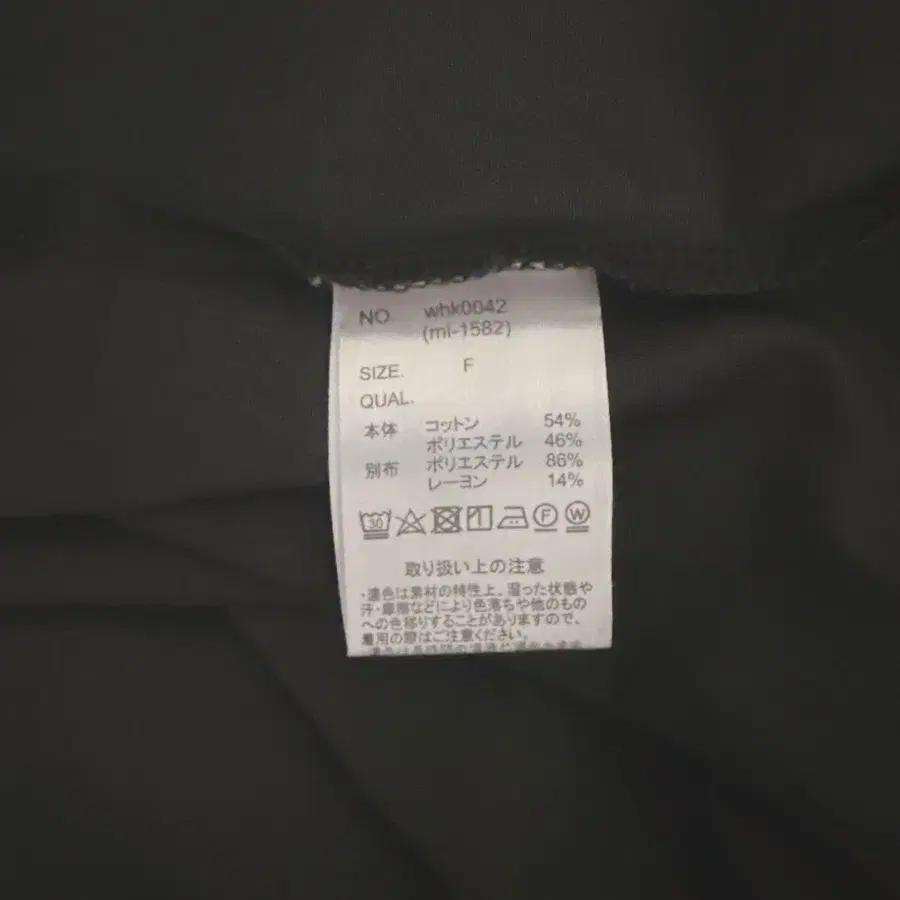 NO. whk0042
(mi-1582)
SIZE. F
QUAL.
本体 コットン 54%
ポリエステル 46%
別布 ポリエステル 86%
レーヨン 14%
30 F W
取り扱い上の注意
・濃色は素材の特性上、湿った状態や
汗・摩擦などにより色落ちや他のもの
への色移りすることがありますので、
着用の際はご注意ください。